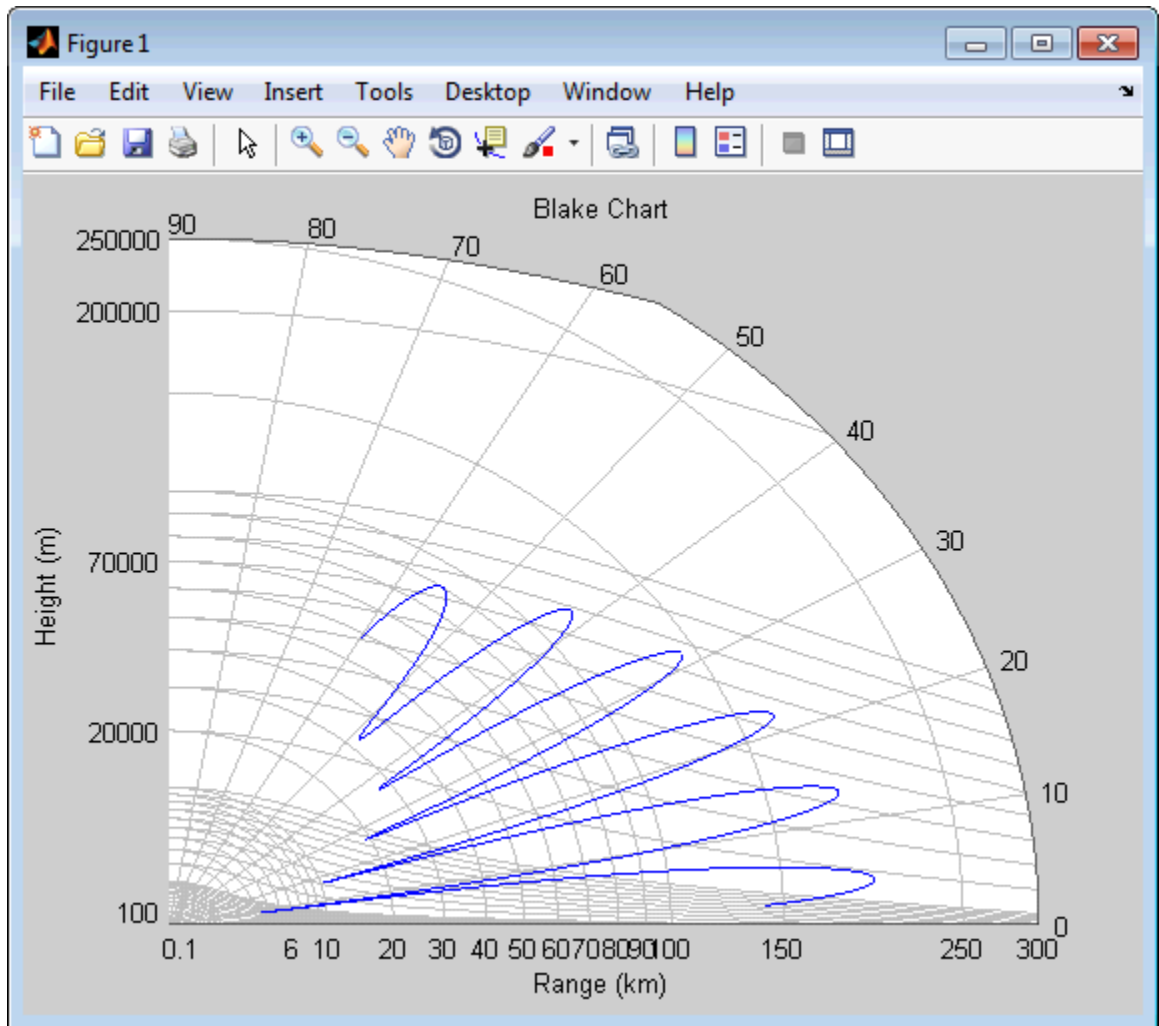 Figure 1
File Edit View Insert Tools Desktop Window Help
Blake Chart
90
80
70
60
50
40
30
20
10
0
250000
200000
70000
20000
100
Height (m)
0.1 6 10 20 30 40 50 60 70 80 90 100 150 250 300
Range (km)